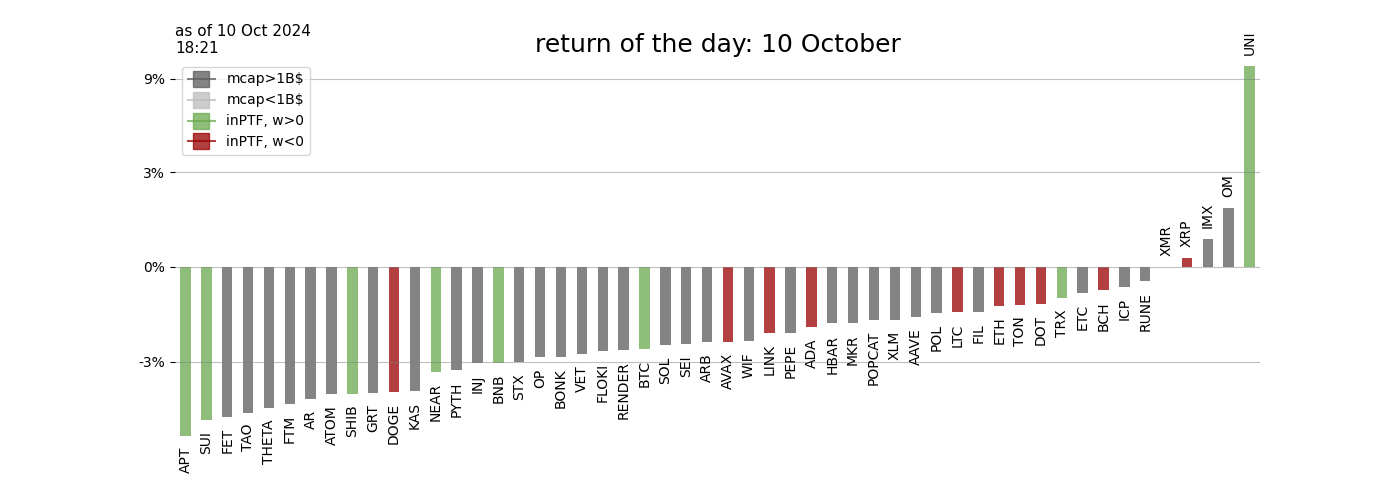 as of 10 Oct 2024
18:21
return of the day: 10 October
mcap>1B$
mcap<1B$
inPTF, w>0
inPTF, w<0
9%
3%
0%
-3%
APT
SUI
FET
TAO
THETA
FTM
AR
ATOM
SHIB
GRT
DOGE
KAS
NEAR
PYTH
INJ
BNB
STX
OP
BONK
VET
FLOKI
RENDER
BTC
SOL
SEI
ARB
AVAX
WIF
LINK
PEPE
ADA
HBAR
MKR
POPCAT
XLM
AAVE
POL
LTC
FIL
ETH
TON
DOT
TRX
ETC
BCH
ICP
RUNE
XMR
XRP
IMX
OM
UNI